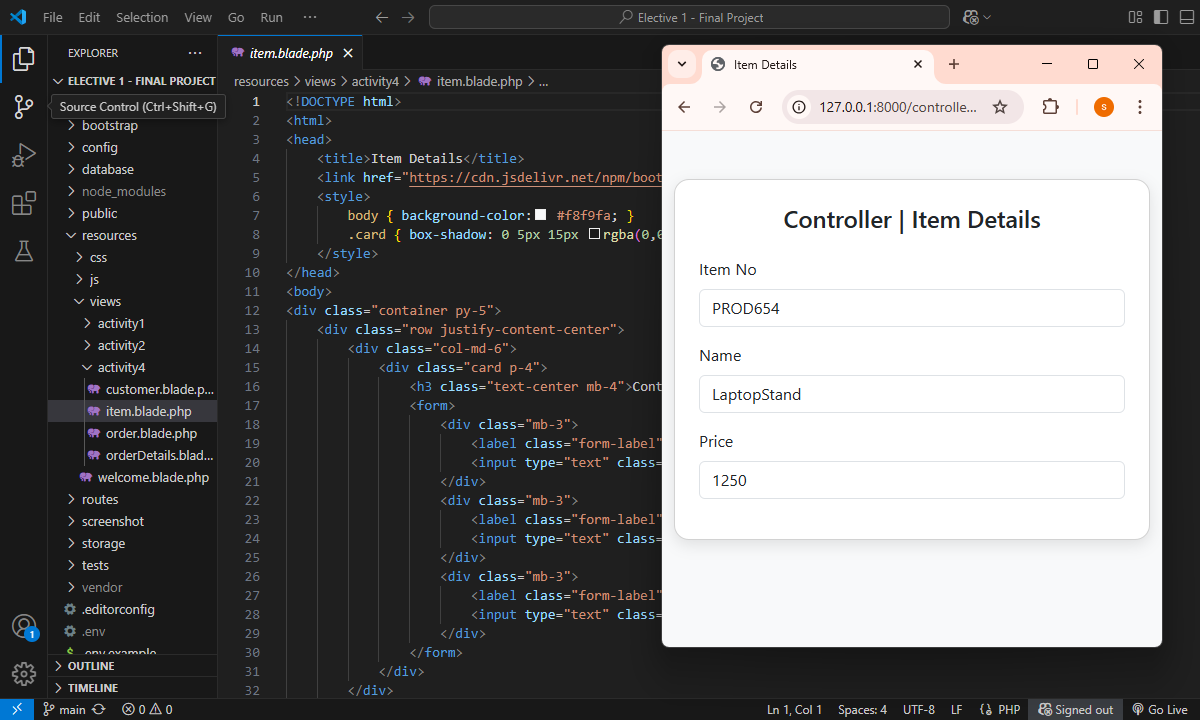 File Edit Selection View Go Run ··· Elective 1 - Final Project
EXPLORER ···
ELECTIVE 1 - FINAL PROJECT
Source Control (Ctrl+Shift+G)
bootstrap
config
database
node_modules
public
resources
css
js
views
activity1
activity2
activity4
customer.blade.p...
item.blade.php
order.blade.php
orderDetails.blad...
welcome.blade.php
routes
screenshot
storage
tests
vendor
.editorconfig
.env
.env.example
OUTLINE
TIMELINE
item.blade.php
resources > views > activity4 > item.blade.php > ...
1 <!DOCTYPE html>
2 <html>
3 <head>
4 <title>Item Details</title>
5 <link href="https://cdn.jsdelivr.net/npm/boot
6 <style>
7 body { background-color: #f8f9fa; }
8 .card { box-shadow: 0 5px 15px rgba(0,0
9 </style>
10 </head>
11 <body>
12 <div class="container py-5">
13 <div class="row justify-content-center">
14 <div class="col-md-6">
15 <div class="card p-4">
16 <h3 class="text-center mb-4">Cont
17 <form>
18 <div class="mb-3">
19 <label class="form-label"
20 <input type="text" class=
21 </div>
22 <div class="mb-3">
23 <label class="form-label"
24 <input type="text" class=
25 </div>
26 <div class="mb-3">
27 <label class="form-label"
28 <input type="text" class=
29 </div>
30 </form>
31 </div>
32 </div>
Item Details
127.0.0.1:8000/controlle...
S
Controller | Item Details
Item No
PROD654
Name
LaptopStand
Price
1250
1
main 0 0 Ln 1, Col 1 Spaces: 4 UTF-8 LF PHP Signed out Go Live